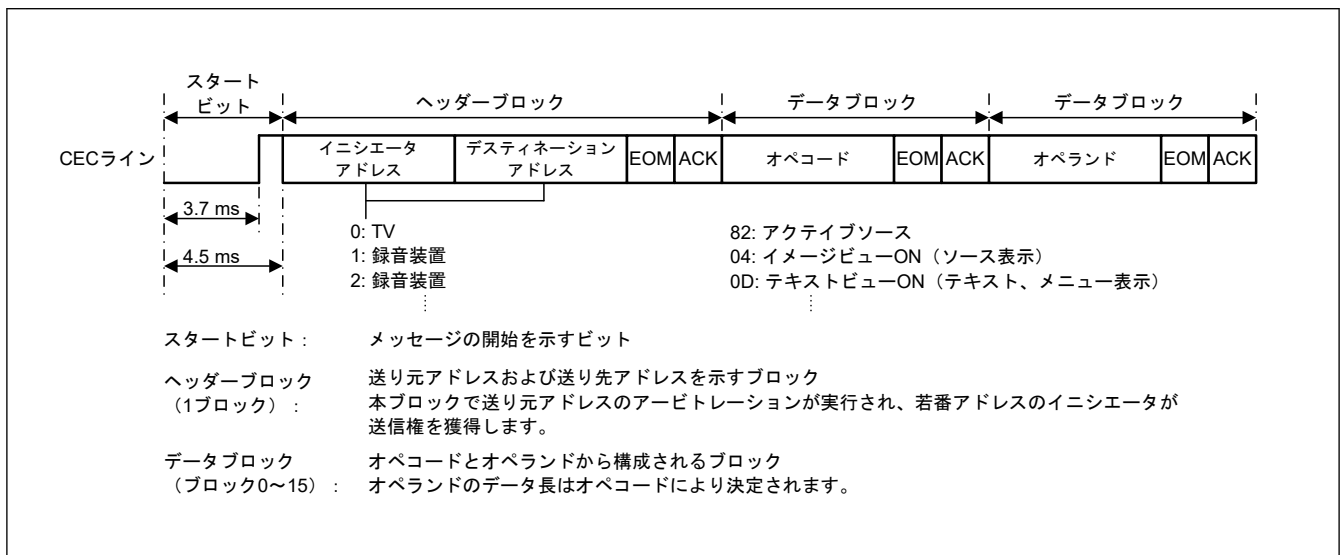 スタート
ビット
ヘッダーブロック
データブロック
データブロック
CECライン
イニシエータ
アドレス
デスティネーション
アドレス
EOM
ACK
オペコード
EOM
ACK
オペランド
EOM
ACK
3.7 ms
4.5 ms
0: TV
1: 録音装置
2: 録音装置
82: アクテイブソース
04: イメージビューON（ソース表示）
0D: テキストビューON（テキスト、メニュー表示）
スタートビット： メッセージの開始を示すビット
ヘッダーブロック 送り元アドレスおよび送り先アドレスを示すブロック
（1ブロック）： 本ブロックで送り元アドレスのアービトレーションが実行され、若番アドレスのイニシエータが
送信権を獲得します。
データブロック オペコードとオペランドから構成されるブロック
（ブロック0～15）： オペランドのデータ長はオペコードにより決定されます。